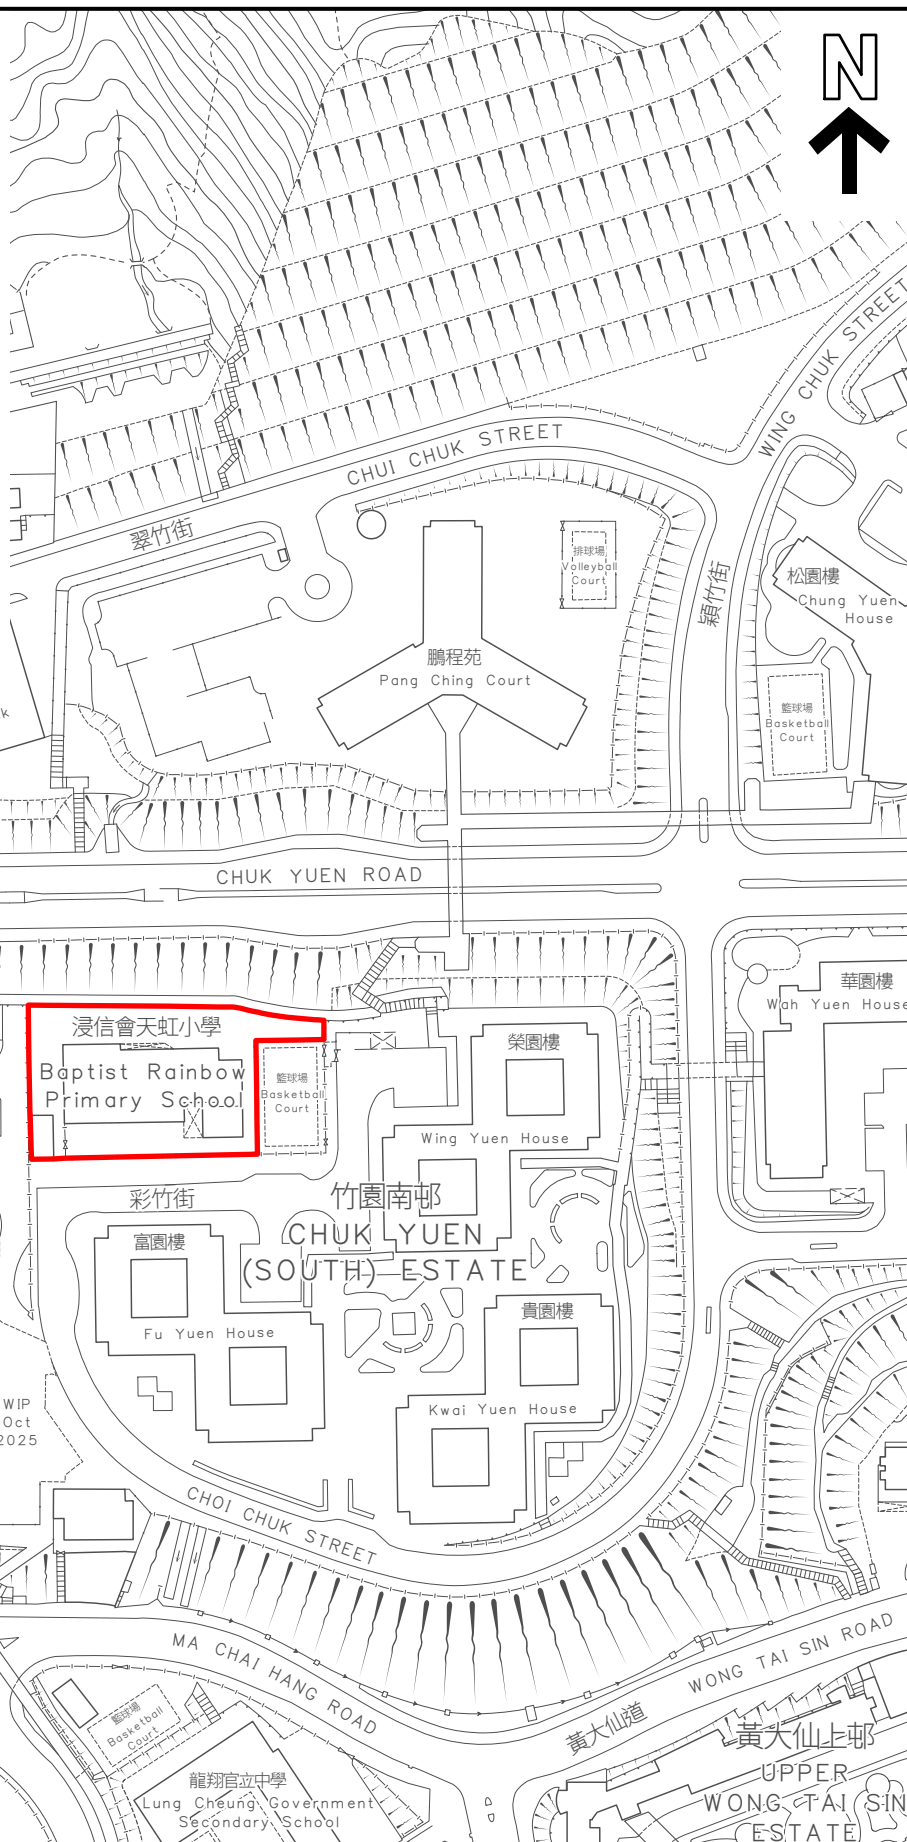 N
WING CHUK STREET
CHUI CHUK STREET
翠竹街
排球場
Volleyball
Court
穎竹街
松園樓
Chung Yuen
House
鵬程苑
Pang Ching Court
籃球場
Basketball
Court
k
CHUK YUEN ROAD
華園樓
Wah Yuen House
浸信會天虹小學
Baptist Rainbow
Primary School
籃球場
Basketball
Court
榮園樓
Wing Yuen House
彩竹街
竹園南邨
CHUK YUEN
(SOUTH) ESTATE
富園樓
Fu Yuen House
貴園樓
Kwai Yuen House
WIP
Oct
2025
CHOI CHUK STREET
MA CHAI HANG ROAD
WONG TAI SIN ROAD
黃大仙道
籃球場
Basketball
Court
龍翔官立中學
Lung Cheung Government
Secondary School
黃大仙上邨
UPPER
WONG TAI SIN
ESTATE